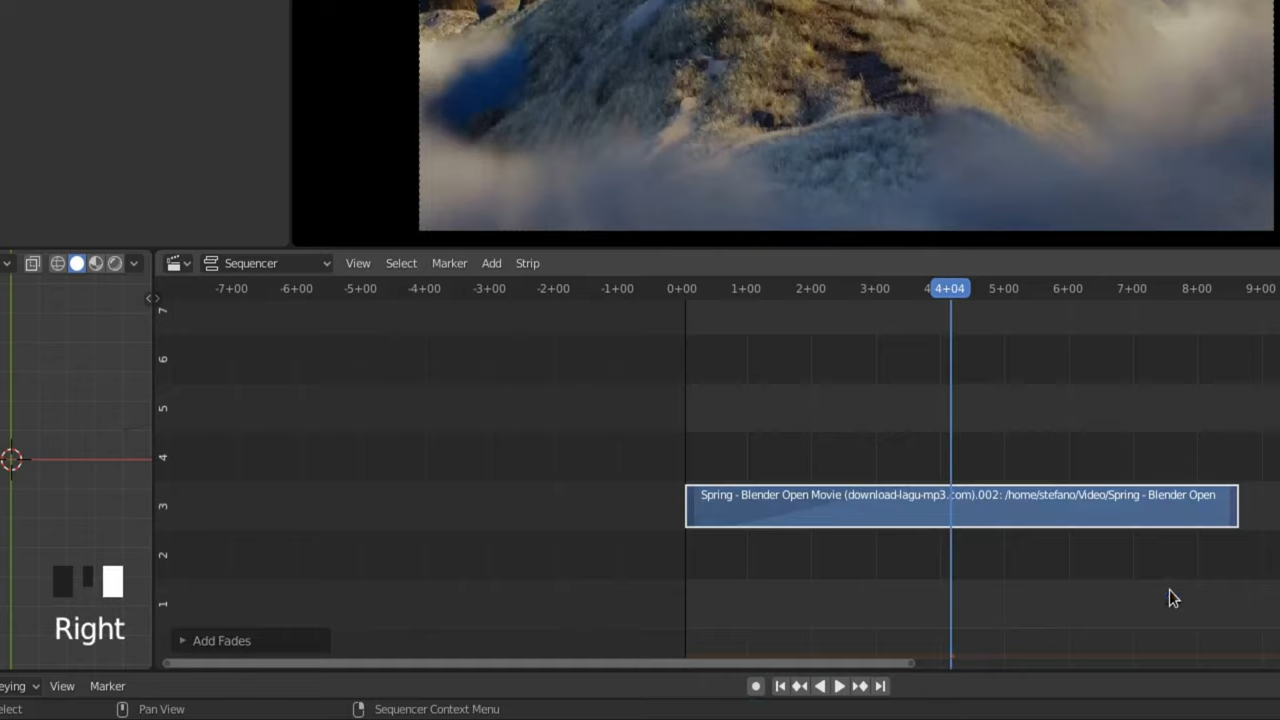 Sequencer View Select Marker Add Strip
-7+00 -6+00 -5+00 -4+00 -3+00 -2+00 -1+00 0+00 1+00 2+00 3+00 4 4+04 5+00 6+00 7+00 8+00 9+00
7
6
5
4
3
Spring - Blender Open Movie (download-lagu-mp3.com).002: /home/stefano/Video/Spring - Blender Open
2
1
Right
Add Fades
eying View Marker
elect Pan View Sequencer Context Menu